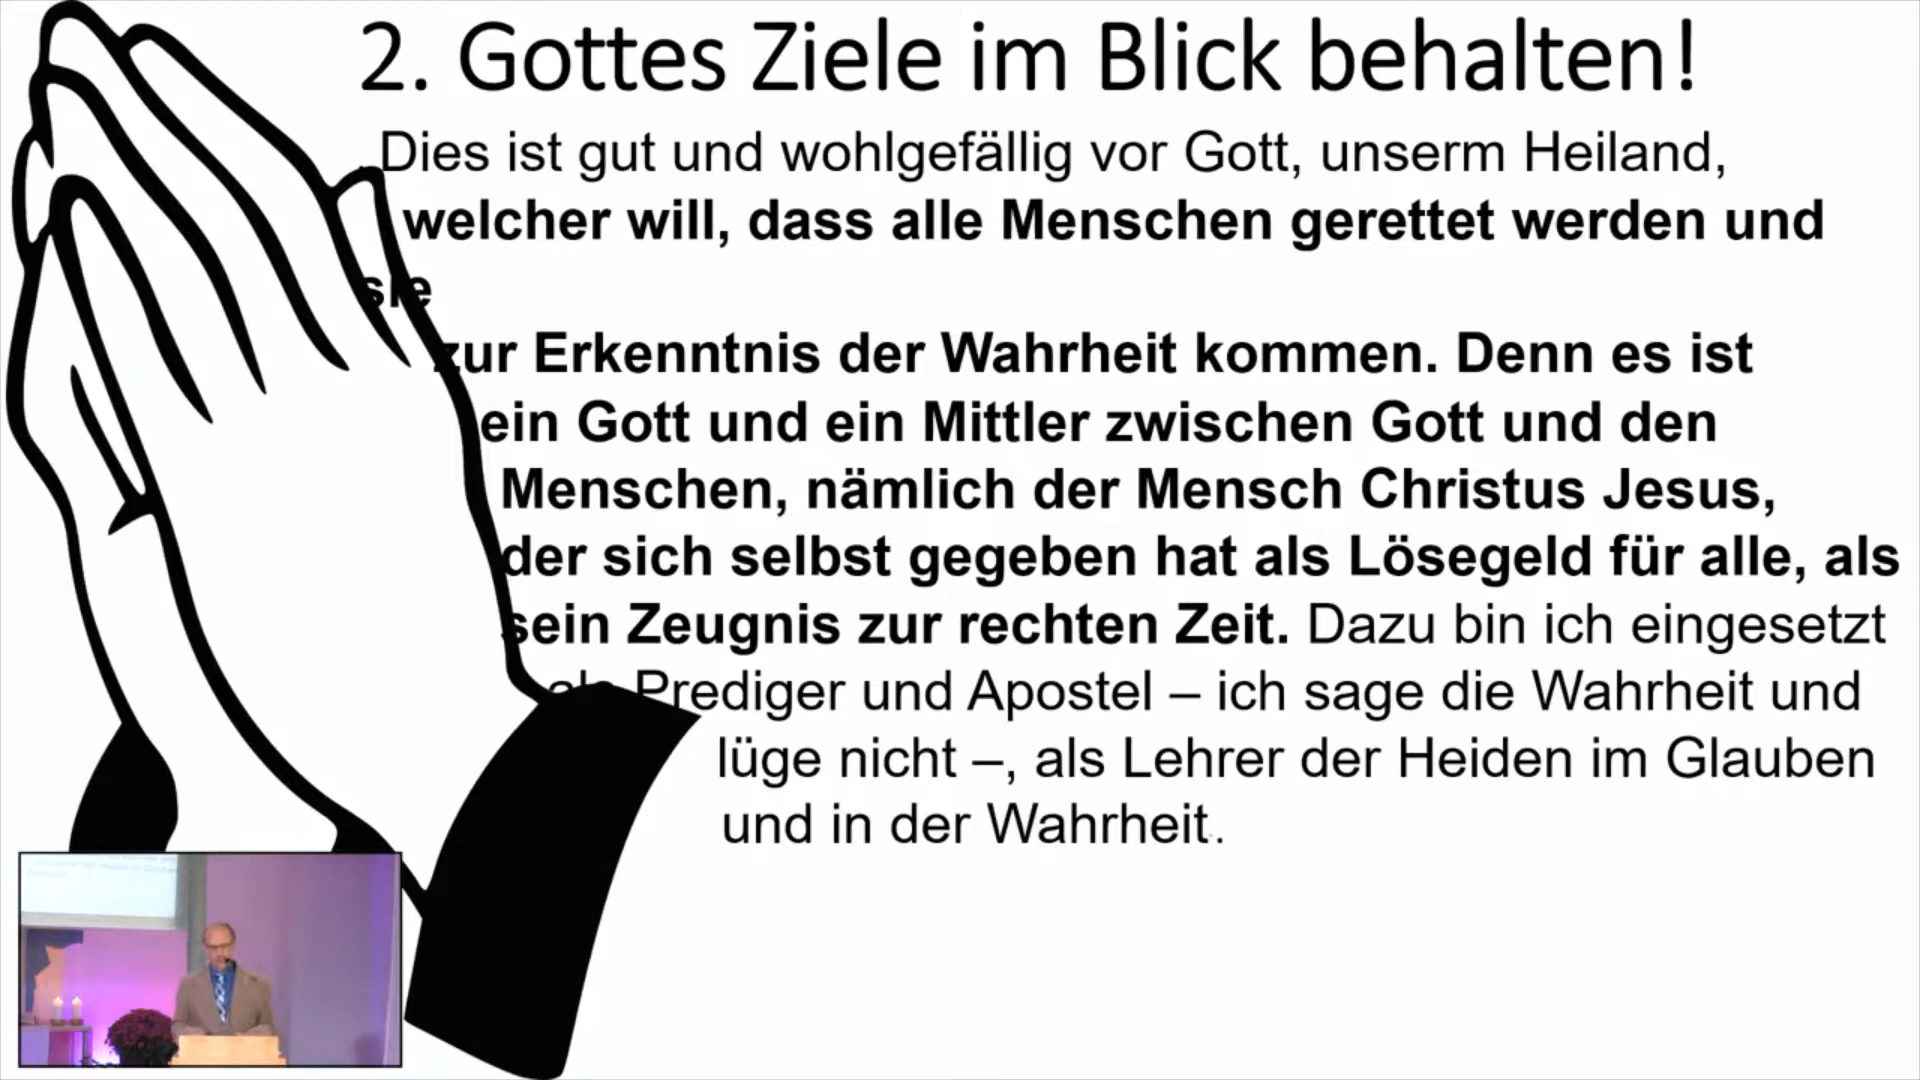 2. Gottes Ziele im Blick behalten!
Dies ist gut und wohlgefällig vor Gott, unserm Heiland,
welcher will, dass alle Menschen gerettet werden und
sie
zur Erkenntnis der Wahrheit kommen. Denn es ist
ein Gott und ein Mittler zwischen Gott und den
Menschen, nämlich der Mensch Christus Jesus,
der sich selbst gegeben hat als Lösegeld für alle, als
sein Zeugnis zur rechten Zeit. Dazu bin ich eingesetzt
als Prediger und Apostel – ich sage die Wahrheit und
lüge nicht –, als Lehrer der Heiden im Glauben
und in der Wahrheit.